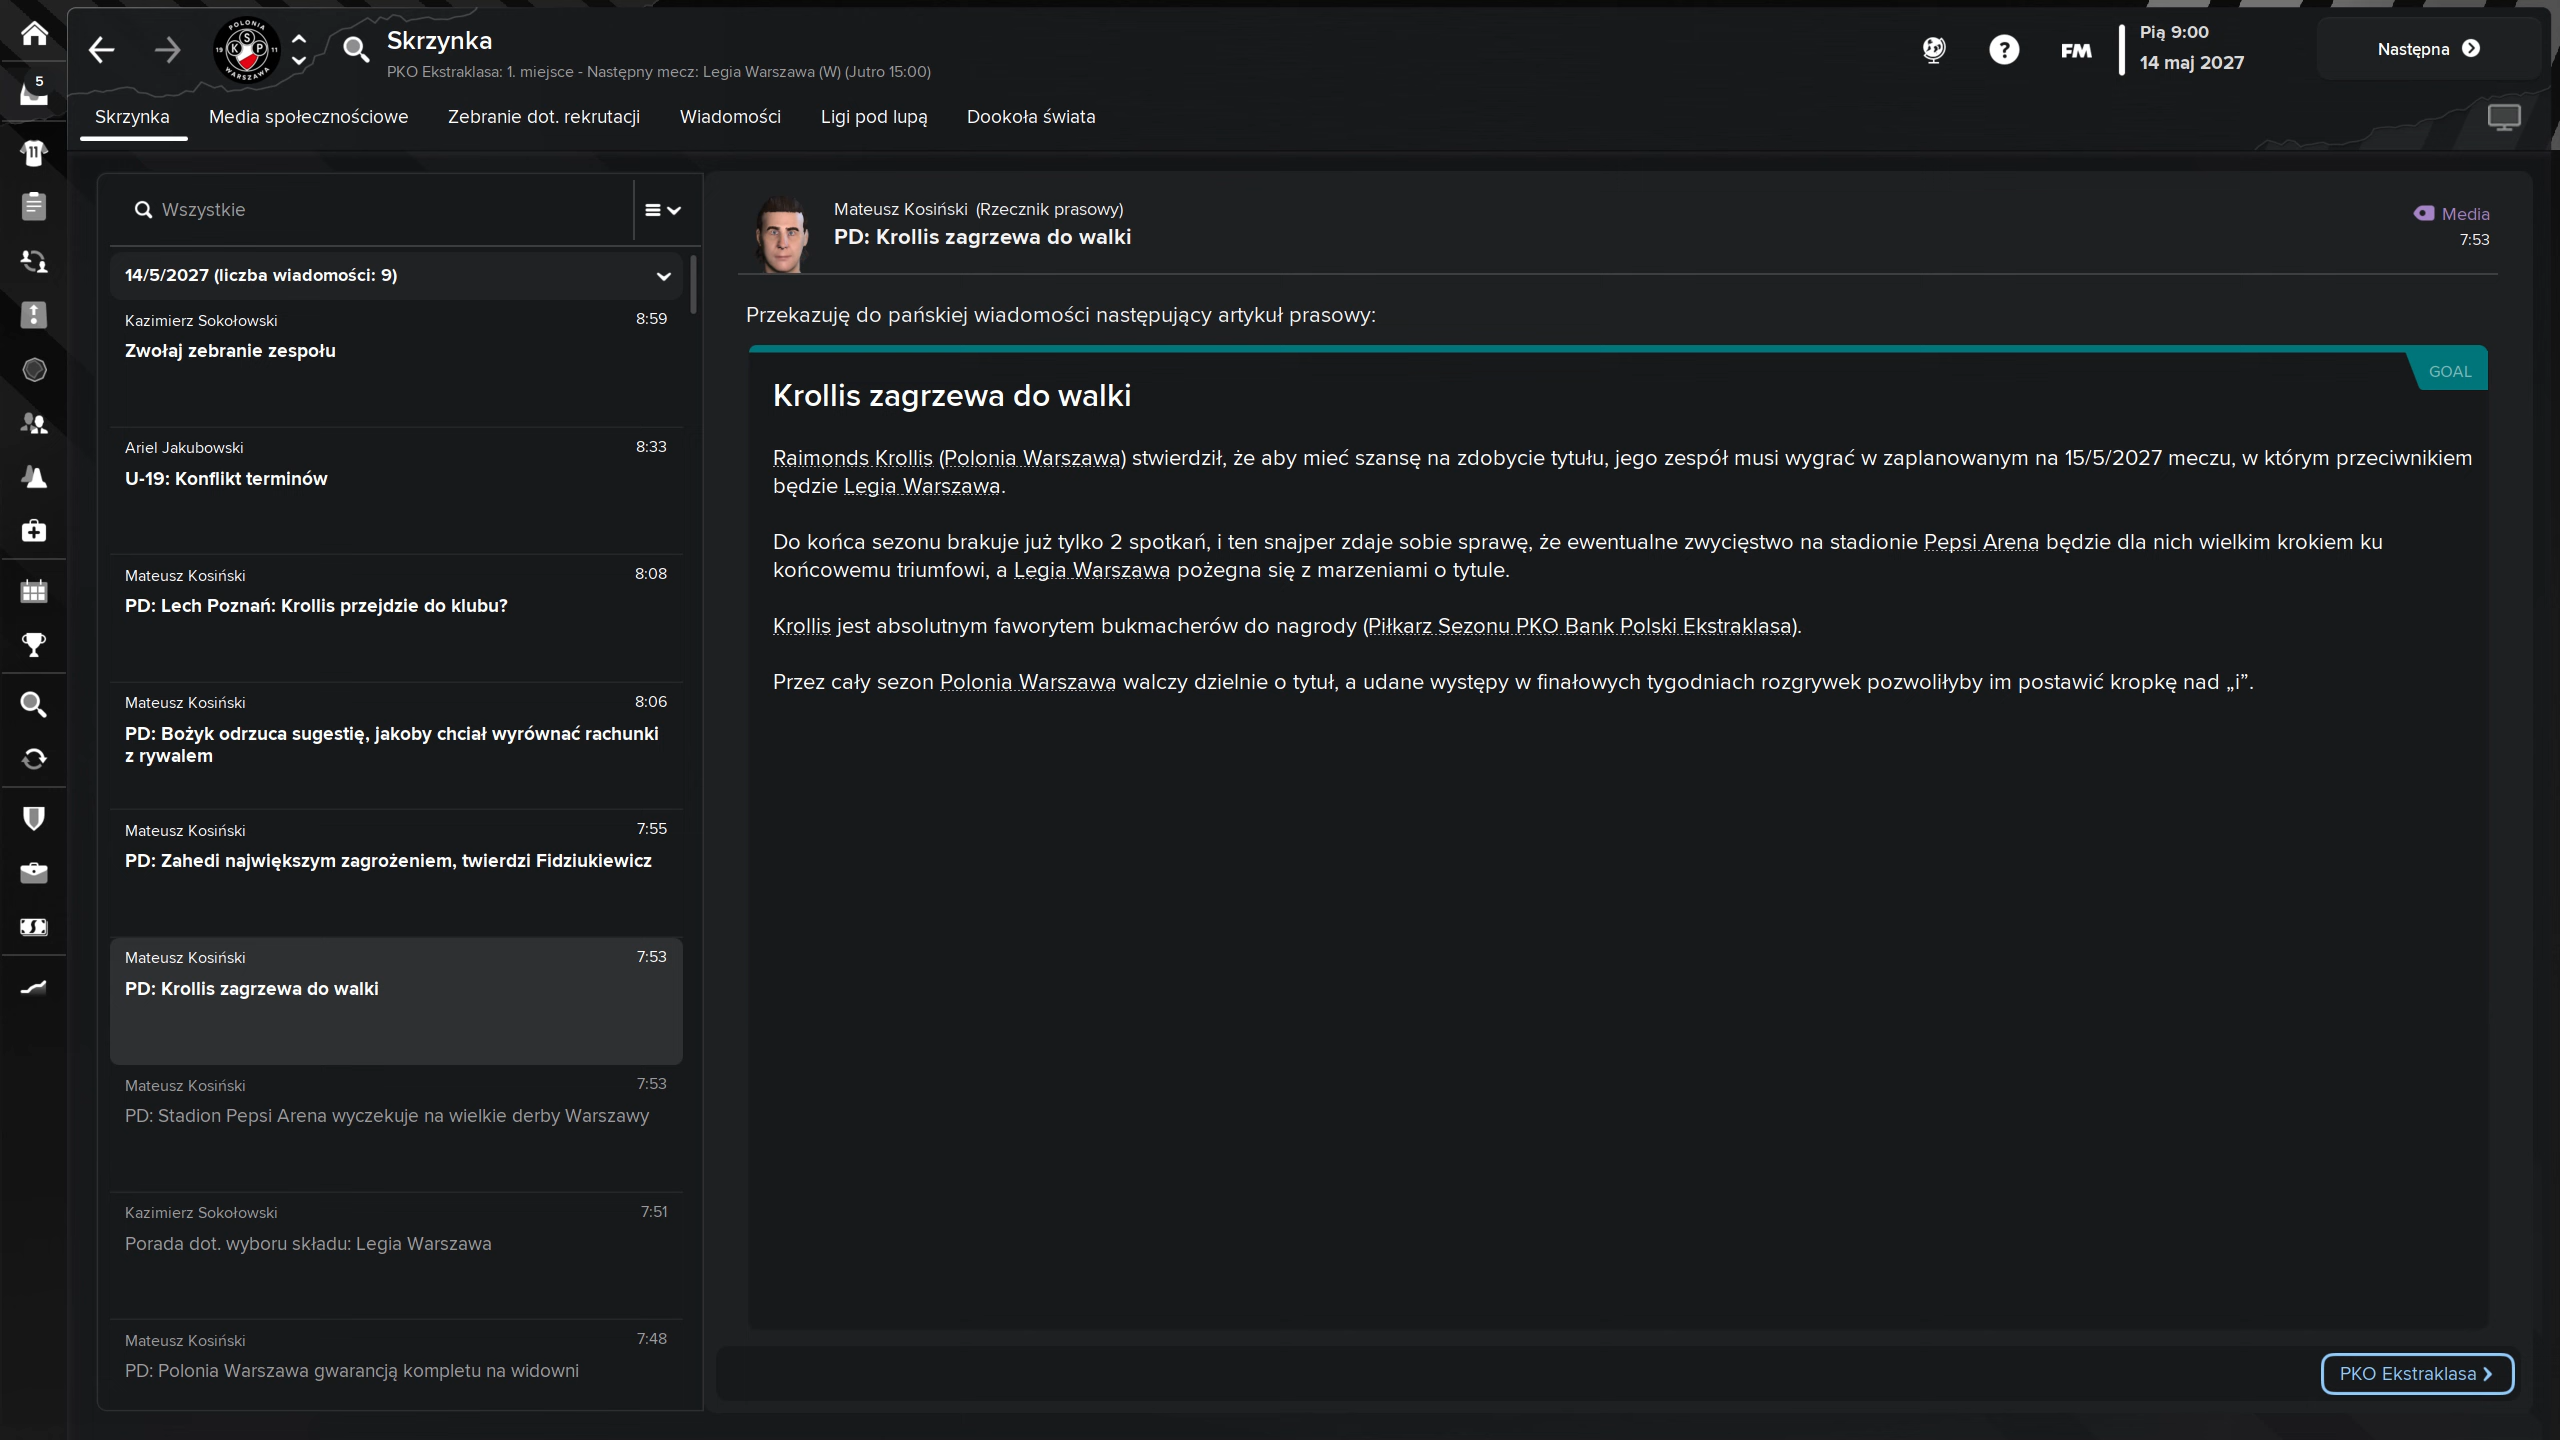 5
POLONIA
19 KSP 11
WARSZAWA
Skrzynka
PKO Ekstraklasa: 1. miejsce - Następny mecz: Legia Warszawa (W) (Jutro 15:00)
?
FM
Pią 9:00
14 maj 2027
Następna
Skrzynka
Media społecznościowe
Zebranie dot. rekrutacji
Wiadomości
Ligi pod lupą
Dookoła świata
11
Wszystkie
14/5/2027 (liczba wiadomości: 9)
Kazimierz Sokołowski 8:59
Zwołaj zebranie zespołu
Ariel Jakubowski 8:33
U-19: Konflikt terminów
Mateusz Kosiński 8:08
PD: Lech Poznań: Krollis przejdzie do klubu?
Mateusz Kosiński 8:06
PD: Bożyk odrzuca sugestię, jakoby chciał wyrównać rachunki
z rywalem
Mateusz Kosiński 7:55
PD: Zahedi największym zagrożeniem, twierdzi Fidziukiewicz
Mateusz Kosiński 7:53
PD: Krollis zagrzewa do walki
Mateusz Kosiński 7:53
PD: Stadion Pepsi Arena wyczekuje na wielkie derby Warszawy
Kazimierz Sokołowski 7:51
Porada dot. wyboru składu: Legia Warszawa
Mateusz Kosiński 7:48
PD: Polonia Warszawa gwarancją kompletu na widowni
Mateusz Kosiński (Rzecznik prasowy)
PD: Krollis zagrzewa do walki
Media
7:53
Przekazuję do pańskiej wiadomości następujący artykuł prasowy:
GOAL
Krollis zagrzewa do walki
Raimonds Krollis (Polonia Warszawa) stwierdził, że aby mieć szansę na zdobycie tytułu, jego zespół musi wygrać w zaplanowanym na 15/5/2027 meczu, w którym przeciwnikiem
będzie Legia Warszawa.
Do końca sezonu brakuje już tylko 2 spotkań, i ten snajper zdaje sobie sprawę, że ewentualne zwycięstwo na stadionie Pepsi Arena będzie dla nich wielkim krokiem ku
końcowemu triumfowi, a Legia Warszawa pożegna się z marzeniami o tytule.
Krollis jest absolutnym faworytem bukmacherów do nagrody (Piłkarz Sezonu PKO Bank Polski Ekstraklasa).
Przez cały sezon Polonia Warszawa walczy dzielnie o tytuł, a udane występy w finałowych tygodniach rozgrywek pozwoliłyby im postawić kropkę nad „i”.
PKO Ekstraklasa